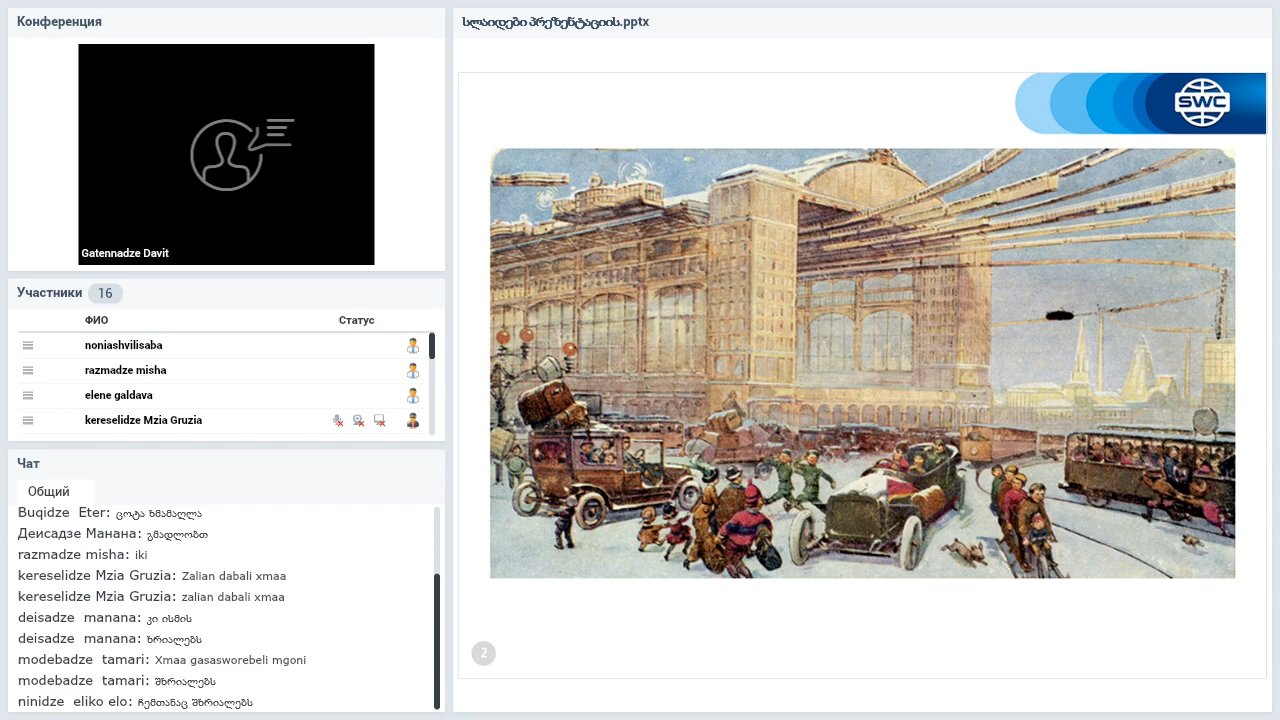 Конференция
Gatennadze Davit
Участники 16
ФИО Статус
noniashvilisaba
razmadze misha
elene galdava
kereselidze Mzia Gruzia
Чат
Общий
Buqidze Eter: ცოტა ხმამაღლა
Деисадзе Манана: გმადლობთ
razmadze misha: iki
kereselidze Mzia Gruzia: Zalian dabali xmaa
kereselidze Mzia Gruzia: zalian dabali xmaa
deisadze manana: კი ისმის
deisadze manana: ხრიალებს
modebadze tamari: Xmaa gasasworebeli mgoni
modebadze tamari: შხრიალებს
ninidze eliko elo: ჩემთანაც შხრიალებს
სლაიდები პრეზენტაციის.pptx
SWC
2